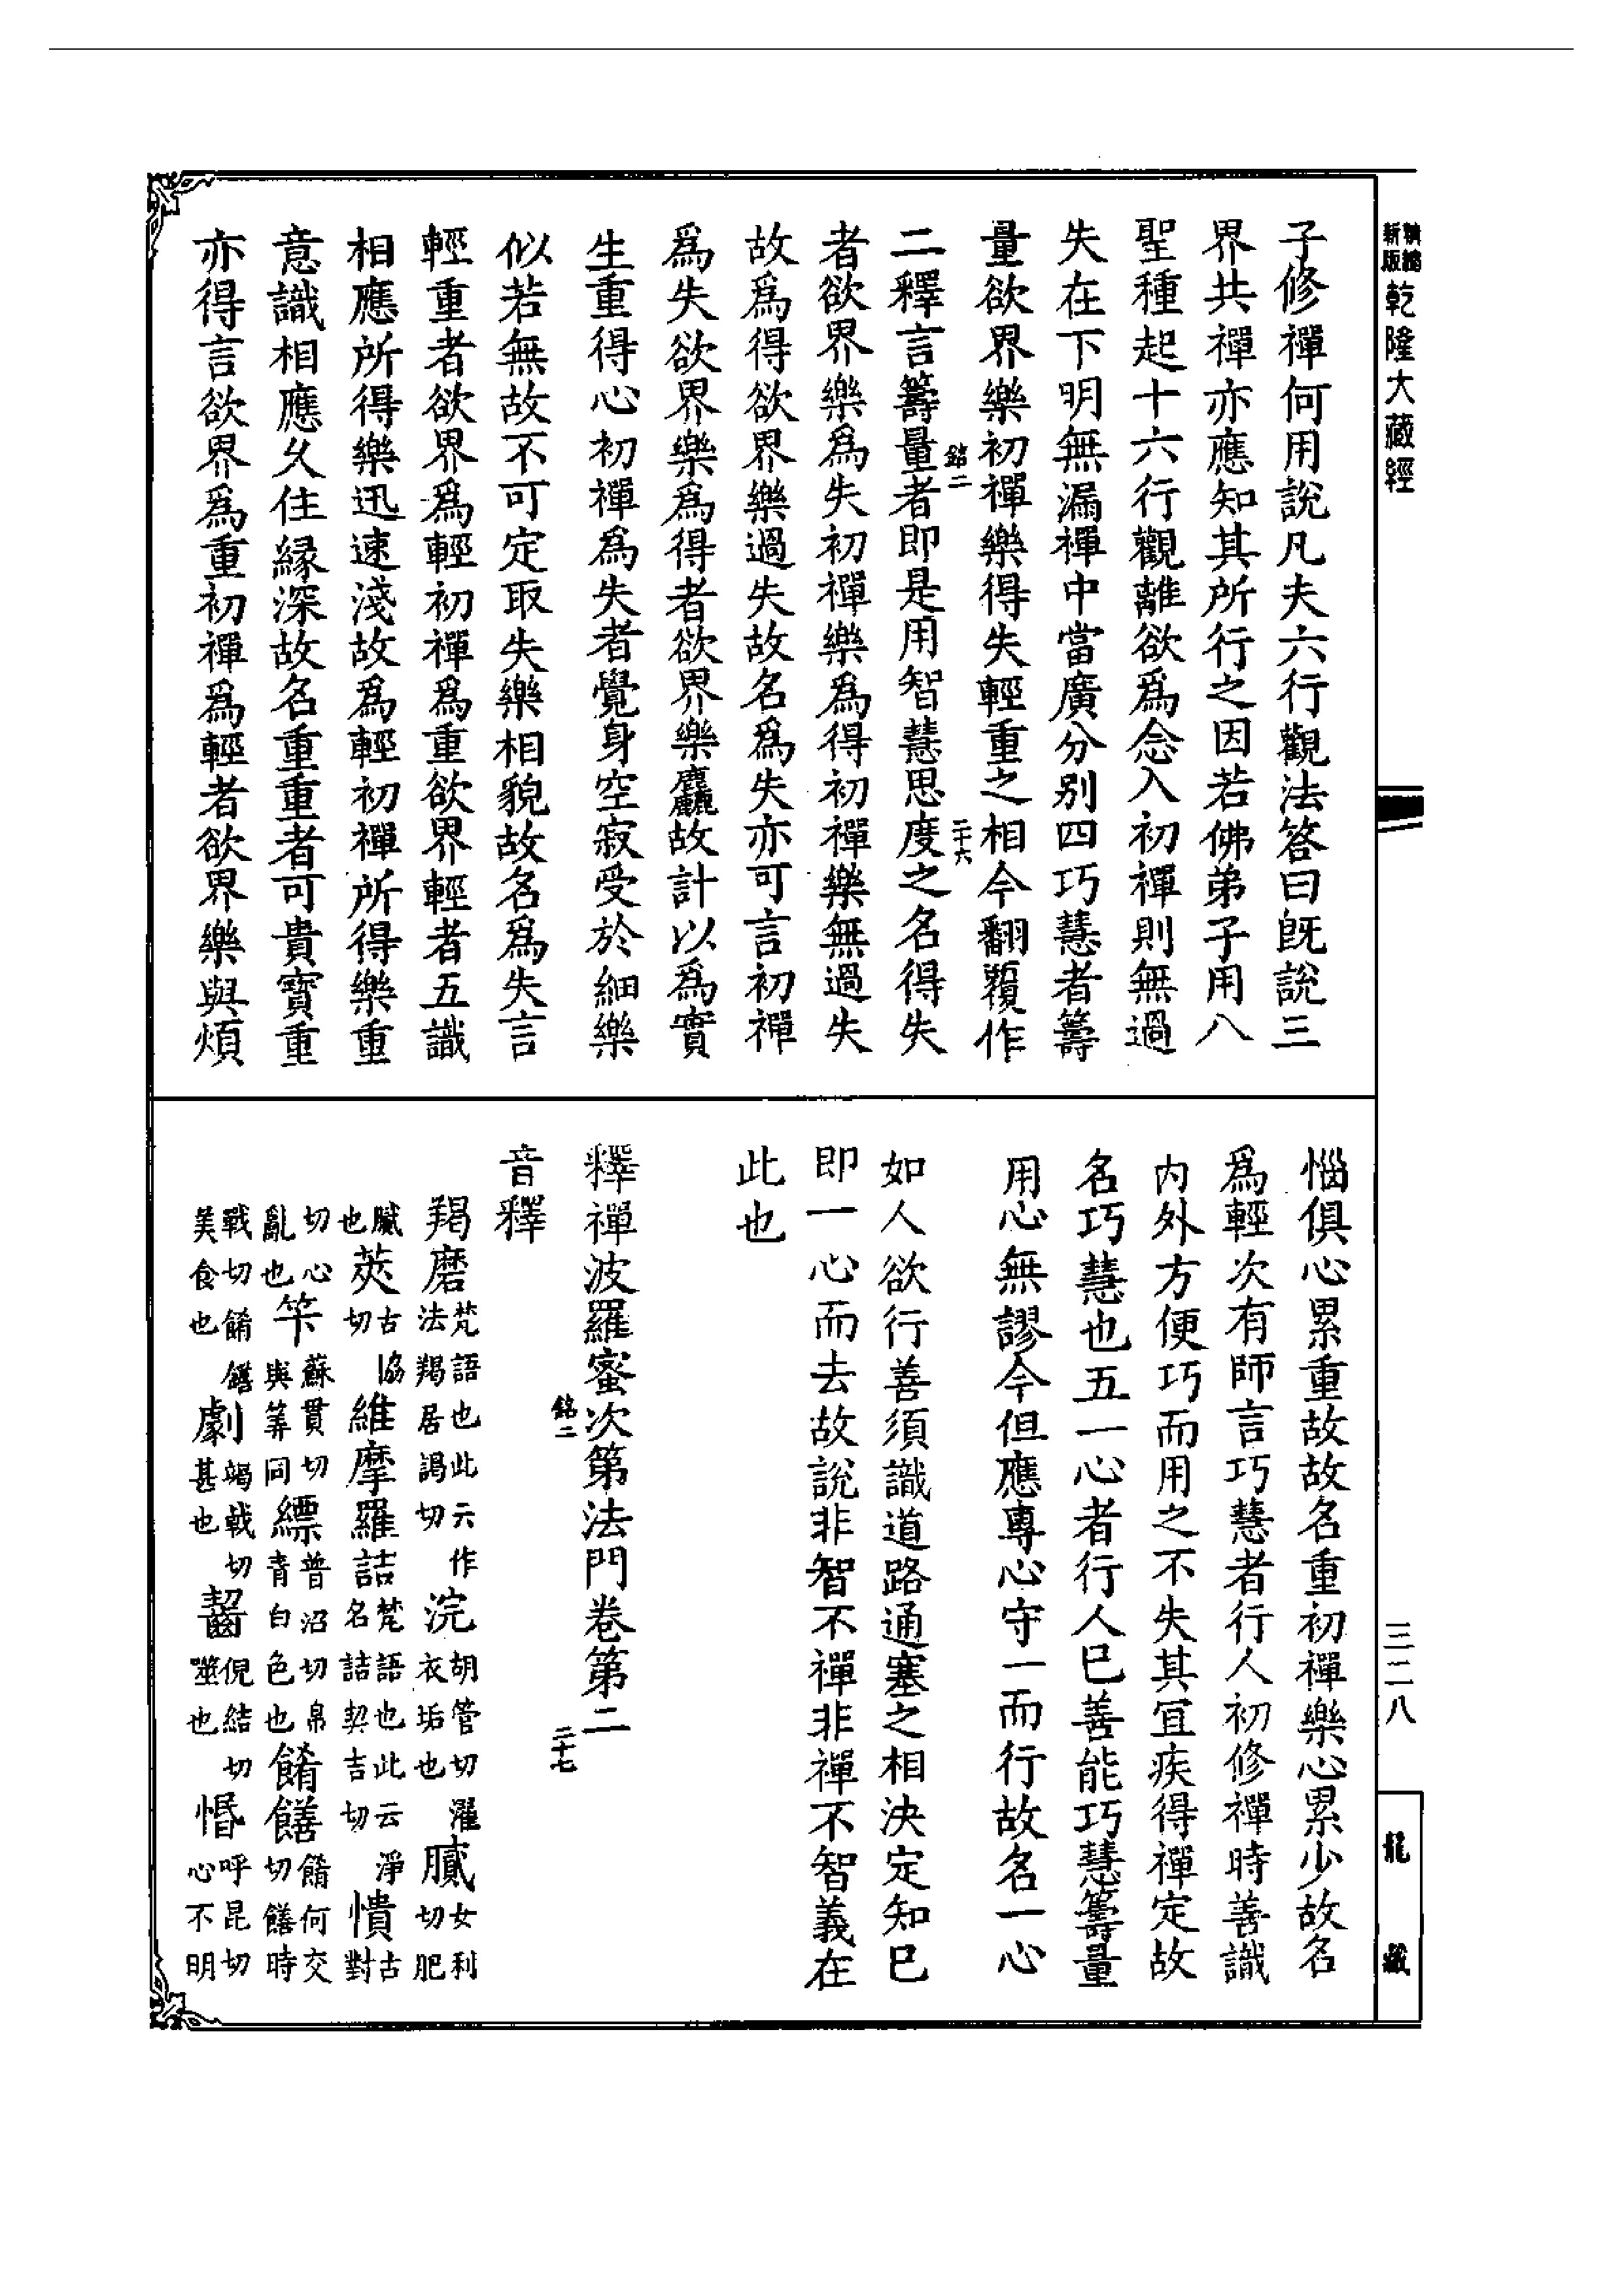 新版
乾隆大藏經
三二八
龍藏
子修禪何用說凡夫六行觀法答曰旣說三
界共禪亦應知其所行之因若佛弟子用八
聖種起十六行觀離欲爲念入初禪則無過
失在下明無漏禪中當廣分別四巧慧者籌
量欲界樂初禪樂得失輕重之相今翻覆作
銘二
二十六
二釋言籌量者即是用智慧思度之名得失
者欲界樂爲失初禪樂爲得初禪樂無過失
故爲得欲界樂過失故名爲失亦可言初禪
爲失欲界樂爲得者欲界樂麤故計以爲實
生重得心初禪爲失者覺身空寂受於細樂
似若無故不可定取失樂相貌故名爲失言
輕重者欲界爲輕初禪爲重欲界輕者五識
相應所得樂迅速淺故爲輕初禪所得樂重
意識相應久住緣深故名重重者可貴寶重
亦得言欲界爲重初禪爲輕者欲界樂與煩
惱俱心累重故故名重初禪樂心累少故名
爲輕次有師言巧慧者行人初修禪時善識
內外方便巧而用之不失其宜疾得禪定故
名巧慧也五一心者行人巳善能巧慧籌量
用心無謬今但應專心守一而行故名一心
如人欲行善須識道路通塞之相決定知巳
即一心而去故說非智不禪非禪不智義在
此也
釋禪波羅蜜次第法門卷第二
銘二
二十七
音釋
羯磨梵語也此云作法羯居謁切浣胡管切濯衣垢也膩女利切肥
膩也莢古協切維摩羅詰梵語也此云淨名詰契吉切憒古對
切心亂也笇蘇貫切與筭同縹普沼切帛青白色也餚饍餚何交切饍時
戰切餚饍美食也劇竭戟切甚也齧倪結切噬也惛呼昆切心不明